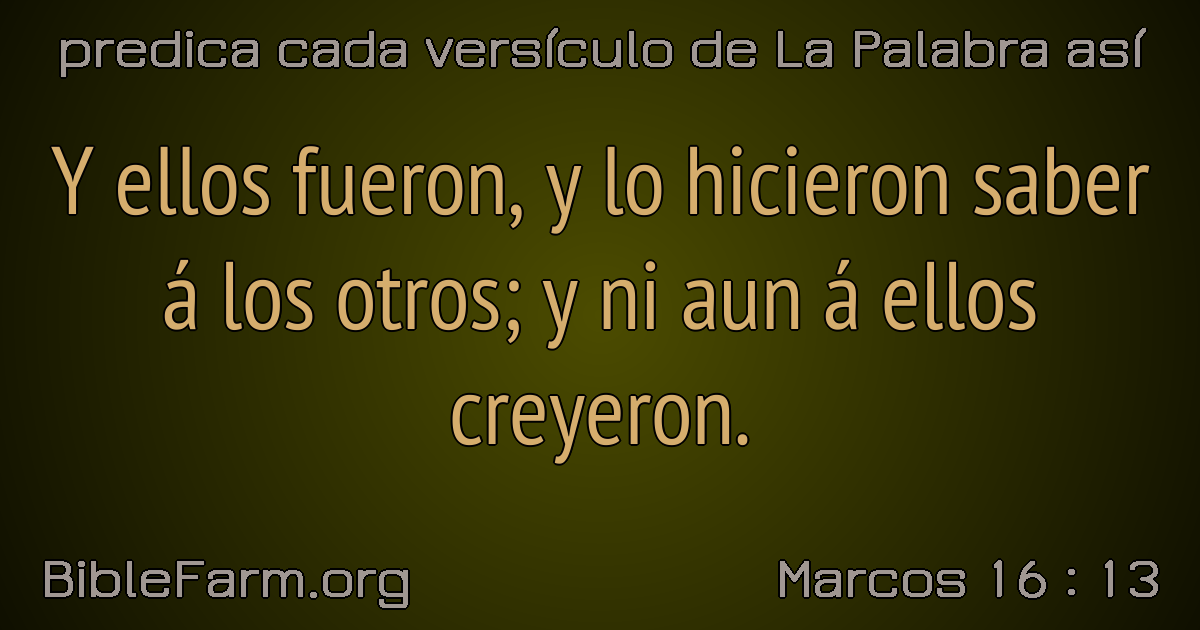 predica cada versículo de La Palabra así
Y ellos fueron, y lo hicieron saber
á los otros; y ni aun á ellos
creyeron.
BibleFarm.org
Marcos 16 : 13